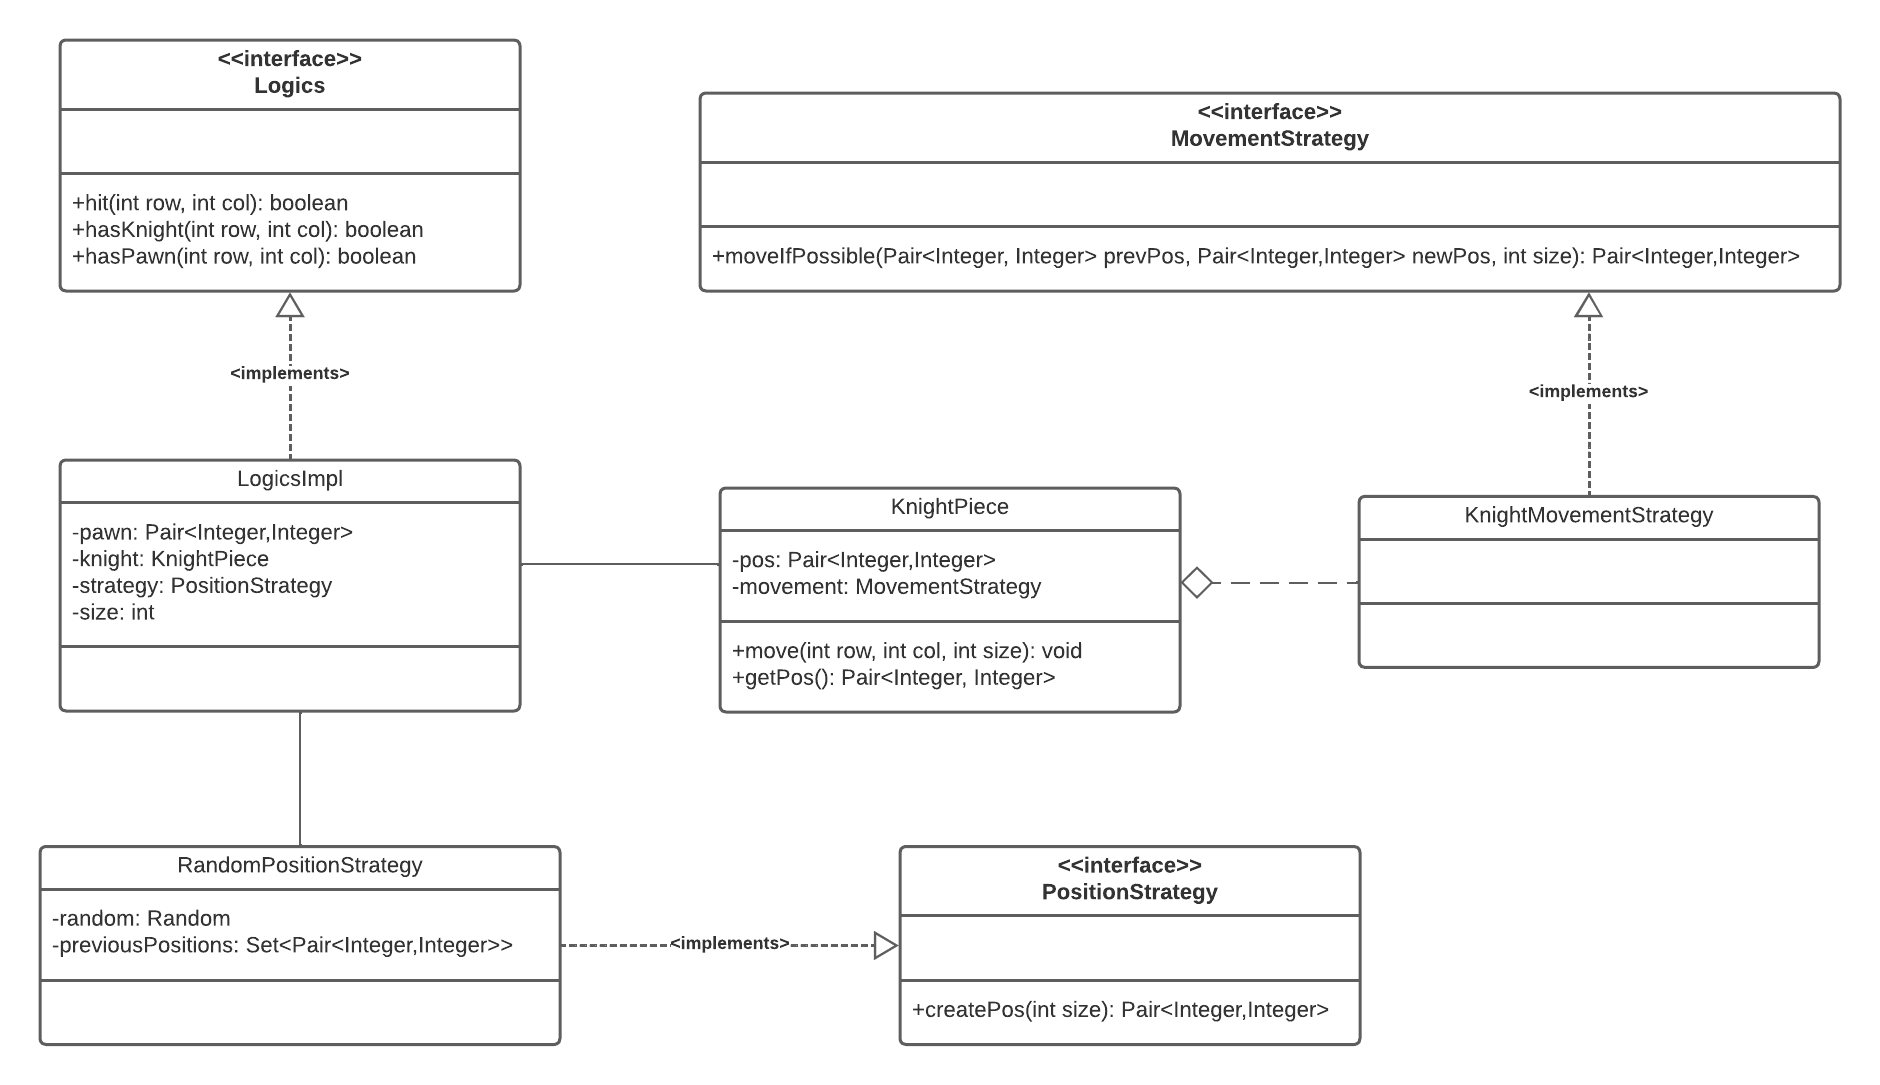 <<interface>>
Logics
+hit(int row, int col): boolean
+hasKnight(int row, int col): boolean
+hasPawn(int row, int col): boolean
<<interface>>
MovementStrategy
+moveIfPossible(Pair<Integer, Integer> prevPos, Pair<Integer,Integer> newPos, int size): Pair<Integer,Integer>
<implements>
<implements>
LogicsImpl
-pawn: Pair<Integer,Integer>
-knight: KnightPiece
-strategy: PositionStrategy
-size: int
KnightPiece
-pos: Pair<Integer,Integer>
-movement: MovementStrategy
+move(int row, int col, int size): void
+getPos(): Pair<Integer, Integer>
KnightMovementStrategy
RandomPositionStrategy
-random: Random
-previousPositions: Set<Pair<Integer,Integer>>
<implements>
<<interface>>
PositionStrategy
+createPos(int size): Pair<Integer,Integer>